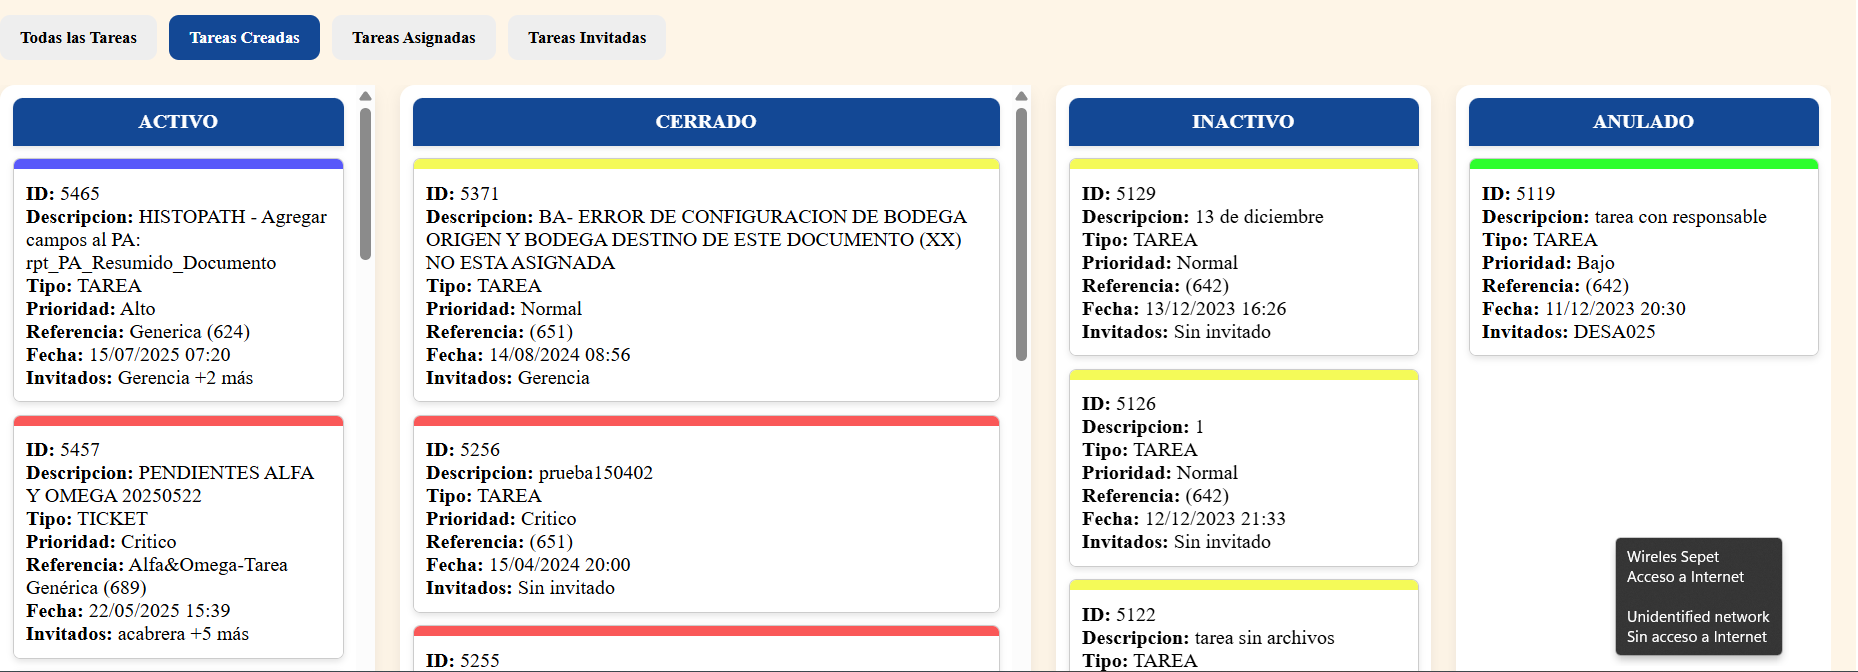 Todas las Tareas
Tareas Creadas
Tareas Asignadas
Tareas Invitadas
ACTIVO
ID: 5465
Descripcion: HISTOPATH - Agregar
campos al PA:
rpt_PA_Resumido_Documento
Tipo: TAREA
Prioridad: Alto
Referencia: Generica (624)
Fecha: 15/07/2025 07:20
Invitados: Gerencia +2 más
ID: 5457
Descripcion: PENDIENTES ALFA
Y OMEGA 20250522
Tipo: TICKET
Prioridad: Critico
Referencia: Alfa&Omega-Tarea
Genérica (689)
Fecha: 22/05/2025 15:39
Invitados: acabrera +5 más
CERRADO
ID: 5371
Descripcion: BA- ERROR DE CONFIGURACION DE BODEGA
ORIGEN Y BODEGA DESTINO DE ESTE DOCUMENTO (XX)
NO ESTA ASIGNADA
Tipo: TAREA
Prioridad: Normal
Referencia: (651)
Fecha: 14/08/2024 08:56
Invitados: Gerencia
ID: 5256
Descripcion: prueba150402
Tipo: TAREA
Prioridad: Critico
Referencia: (651)
Fecha: 15/04/2024 20:00
Invitados: Sin invitado
ID: 5255
INACTIVO
ID: 5129
Descripcion: 13 de diciembre
Tipo: TAREA
Prioridad: Normal
Referencia: (642)
Fecha: 13/12/2023 16:26
Invitados: Sin invitado
ID: 5126
Descripcion: 1
Tipo: TAREA
Prioridad: Normal
Referencia: (642)
Fecha: 12/12/2023 21:33
Invitados: Sin invitado
ID: 5122
Descripcion: tarea sin archivos
Tipo: TAREA
ANULADO
ID: 5119
Descripcion: tarea con responsable
Tipo: TAREA
Prioridad: Bajo
Referencia: (642)
Fecha: 11/12/2023 20:30
Invitados: DESA025
Wireles Sepet
Acceso a Internet
Unidentified network
Sin acceso a Internet